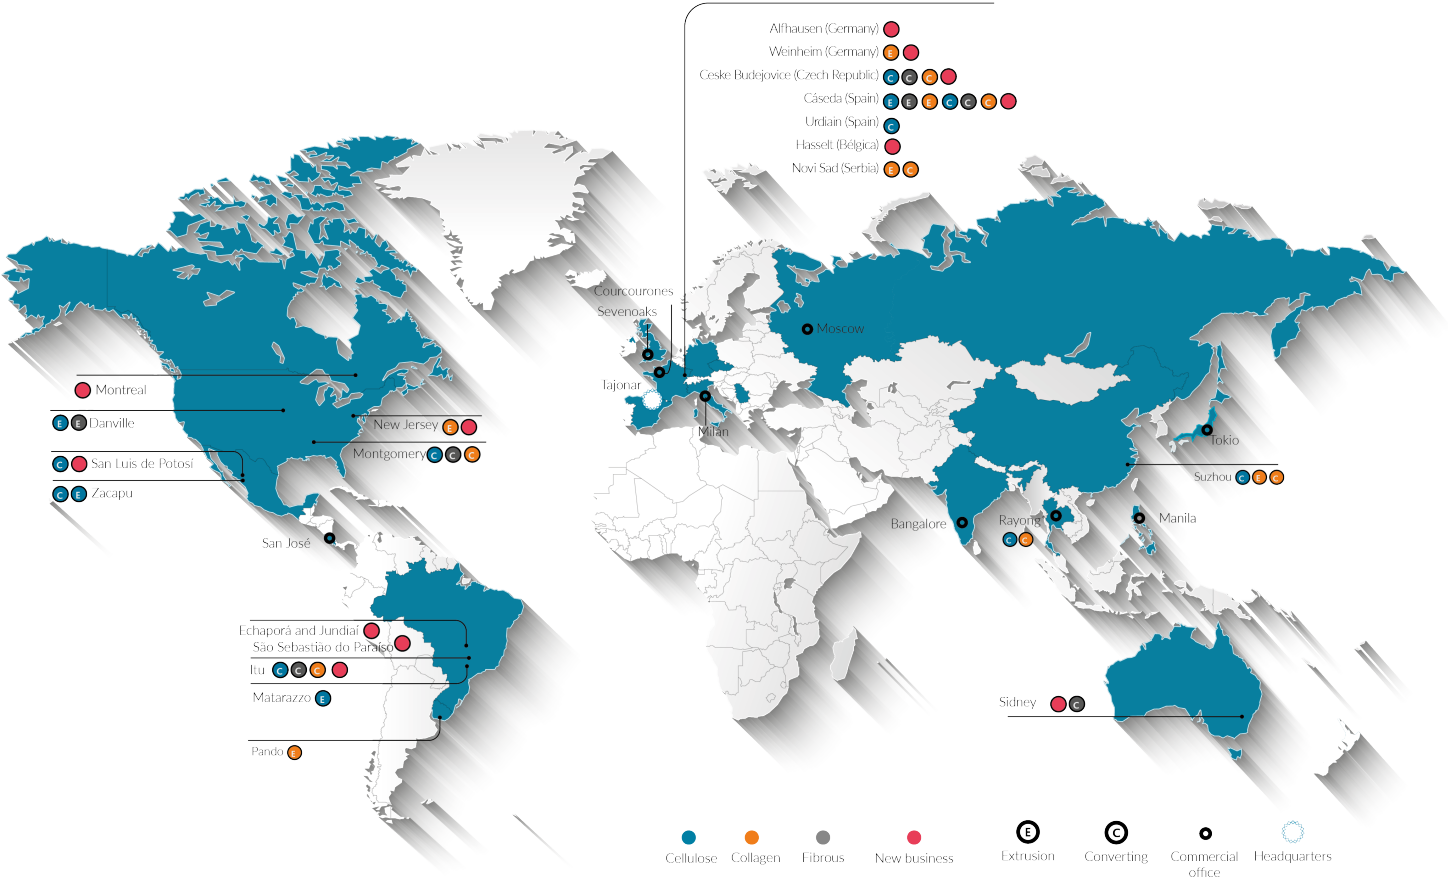 Alfhausen (Germany)
Weinheim (Germany) E
Ceske Budejovice (Czech Republic) C C C
Cáseda (Spain) E E E C C C
Urdiain (Spain) C
Hasselt (Bélgica)
Novi Sad (Serbia) E C
Courcourones
Sevenoaks
Moscow
Tajonar
Milan
Montreal
E E Danville
New Jersey E
Montgomery C C C
C San Luis de Potosí
C E Zacapu
San José
Tokio
Suzhou C E C
Bangalore
Rayong
C C
Manila
Echaporá and Jundiaí
São Sebastião do Paraíso
Itu C C C
Matarazzo E
Pando E
Sidney C
Cellulose
Collagen
Fibrous
New business
E
Extrusion
C
Converting
Commercial
office
Headquarters